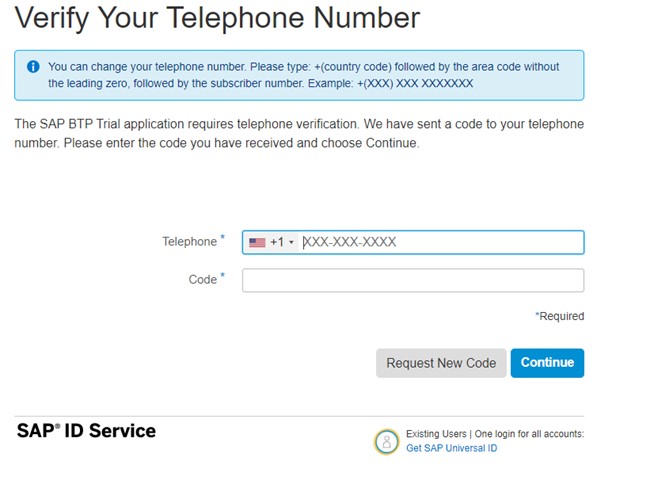 Verify Your Telephone Number
You can change your telephone number. Please type: +(country code) followed by the area code without
the leading zero, followed by the subscriber number. Example: +(XXX) XXX XXXXXXX
The SAP BTP Trial application requires telephone verification. We have sent a code to your telephone
number. Please enter the code you have received and choose Continue.
Telephone * +1 XXX-XXX-XXXX
Code *
*Required
Request New Code Continue
SAP® ID Service
Existing Users | One login for all accounts:
Get SAP Universal ID